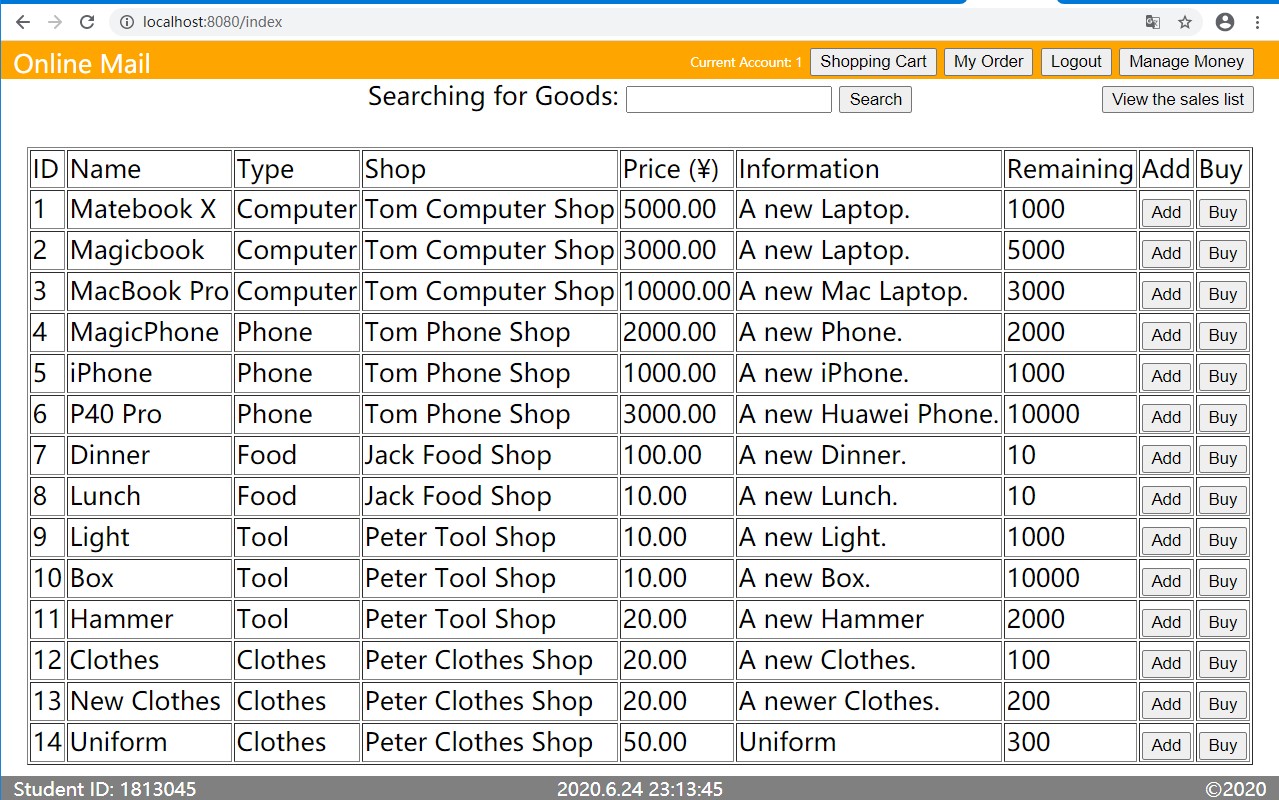 localhost:8080/index
Online Mail Current Account: 1 Shopping Cart My Order Logout Manage Money
Searching for Goods: Search View the sales list
ID Name Type Shop Price (¥) Information Remaining Add Buy
1 Matebook X Computer Tom Computer Shop 5000.00 A new Laptop. 1000 Add Buy
2 Magicbook Computer Tom Computer Shop 3000.00 A new Laptop. 5000 Add Buy
3 MacBook Pro Computer Tom Computer Shop 10000.00 A new Mac Laptop. 3000 Add Buy
4 MagicPhone Phone Tom Phone Shop 2000.00 A new Phone. 2000 Add Buy
5 iPhone Phone Tom Phone Shop 1000.00 A new iPhone. 1000 Add Buy
6 P40 Pro Phone Tom Phone Shop 3000.00 A new Huawei Phone. 10000 Add Buy
7 Dinner Food Jack Food Shop 100.00 A new Dinner. 10 Add Buy
8 Lunch Food Jack Food Shop 10.00 A new Lunch. 10 Add Buy
9 Light Tool Peter Tool Shop 10.00 A new Light. 1000 Add Buy
10 Box Tool Peter Tool Shop 10.00 A new Box. 10000 Add Buy
11 Hammer Tool Peter Tool Shop 20.00 A new Hammer 2000 Add Buy
12 Clothes Clothes Peter Clothes Shop 20.00 A new Clothes. 100 Add Buy
13 New Clothes Clothes Peter Clothes Shop 20.00 A newer Clothes. 200 Add Buy
14 Uniform Clothes Peter Clothes Shop 50.00 Uniform 300 Add Buy
Student ID: 1813045 2020.6.24 23:13:45 ©2020